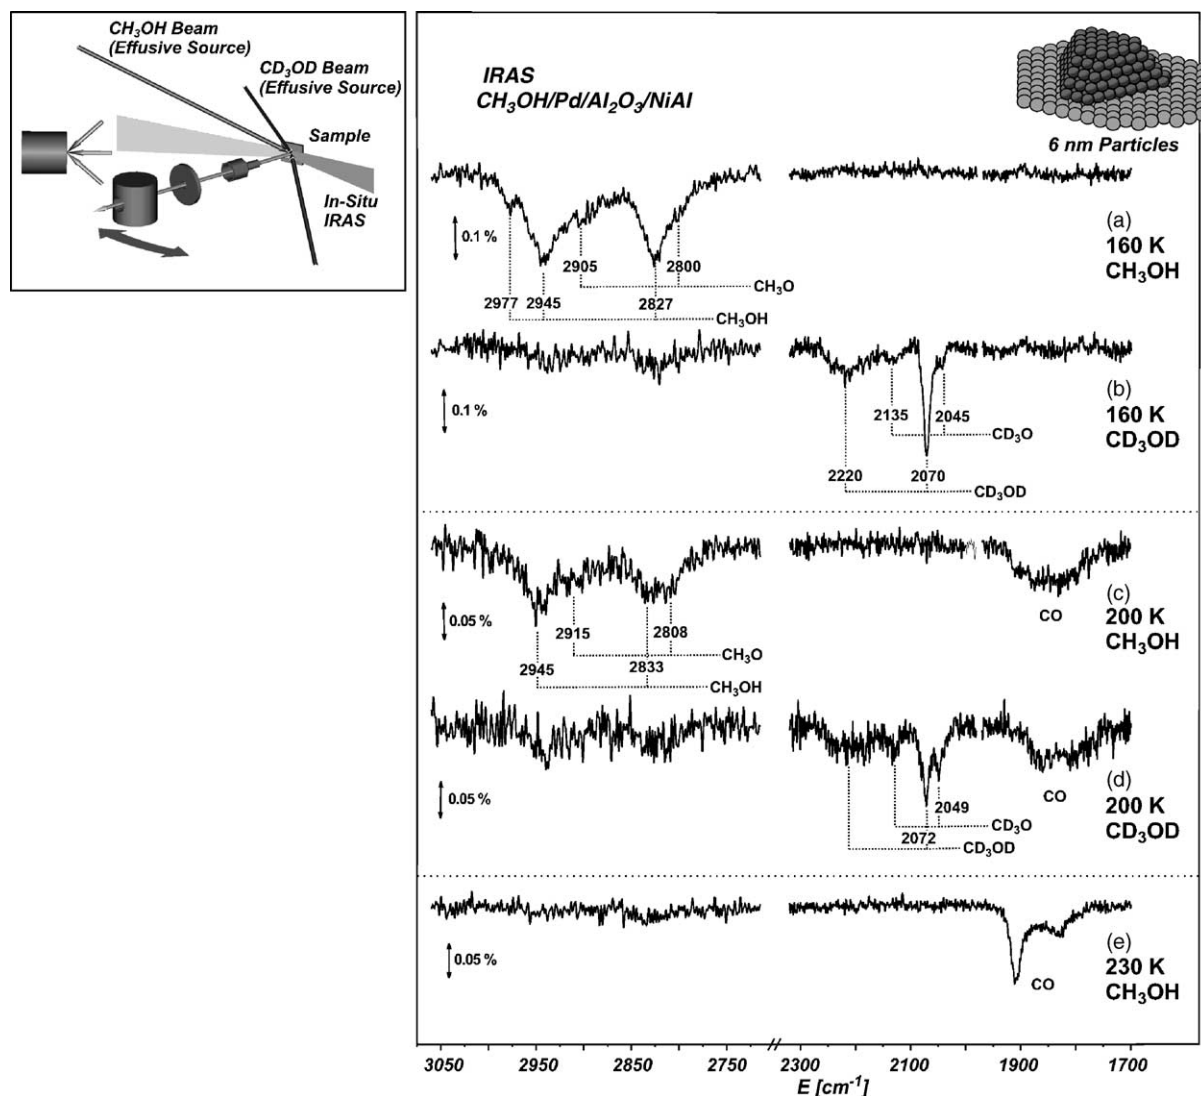 CH₃OH Beam
(Effusive Source)
CD₃OD Beam
(Effusive Source)
Sample
In-Situ
IRAS
IRAS
CH₃OH/Pd/Al₂O₃/NiAl
6 nm Particles
0.1 %
2905
2800
CH₃O
2977
2945
2827
CH₃OH
(a)
160 K
CH₃OH
0.1 %
2135
2045
CD₃O
2220
2070
CD₃OD
(b)
160 K
CD₃OD
0.05 %
2915
2808
CH₃O
2945
2833
CH₃OH
CO
(c)
200 K
CH₃OH
0.05 %
2049
CD₃O
2072
CD₃OD
CO
(d)
200 K
CD₃OD
0.05 %
CO
(e)
230 K
CH₃OH
3050 2950 2850 2750 // 2300 2100 1900 1700
E [cm⁻¹]